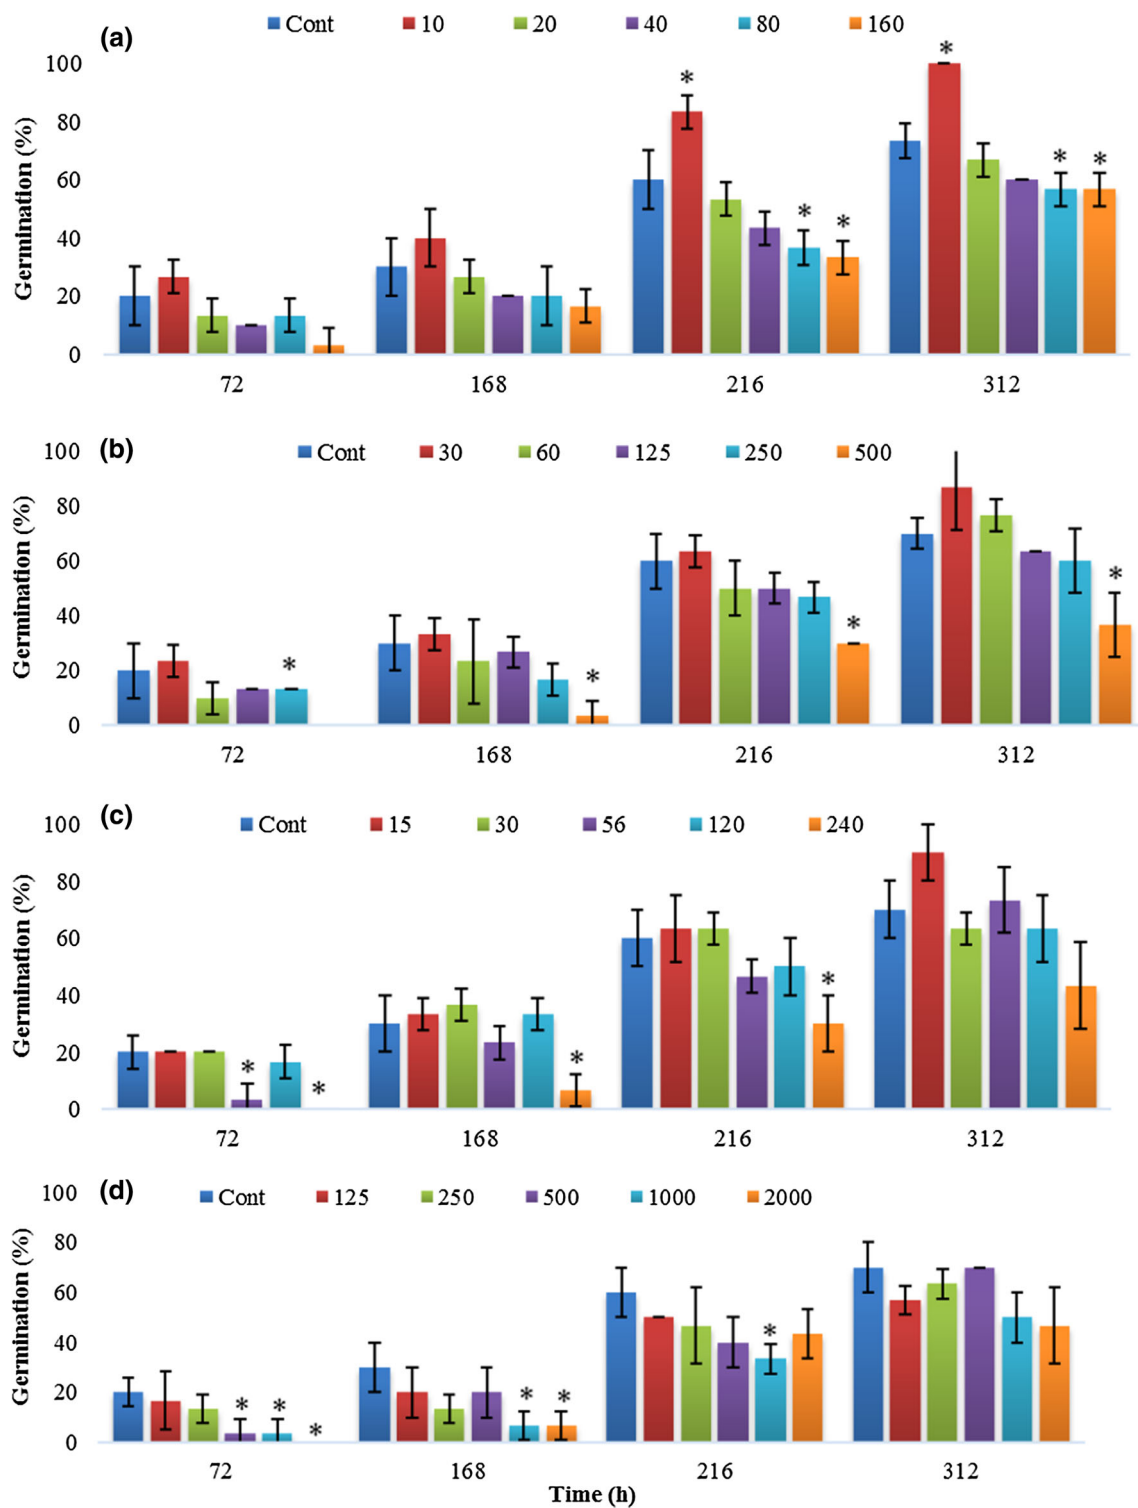 (a) Cont 10 20 40 80 160
Germination (%)
100
80
60
40
20
0
* * * * * *
72 168 216 312
(b) Cont 30 60 125 250 500
Germination (%)
100
80
60
40
20
0
* * * *
72 168 216 312
(c) Cont 15 30 56 120 240
Germination (%)
100
80
60
40
20
0
* * * *
72 168 216 312
(d) Cont 125 250 500 1000 2000
Germination (%)
100
80
60
40
20
0
* * * * * *
72 168 216 312
Time (h)